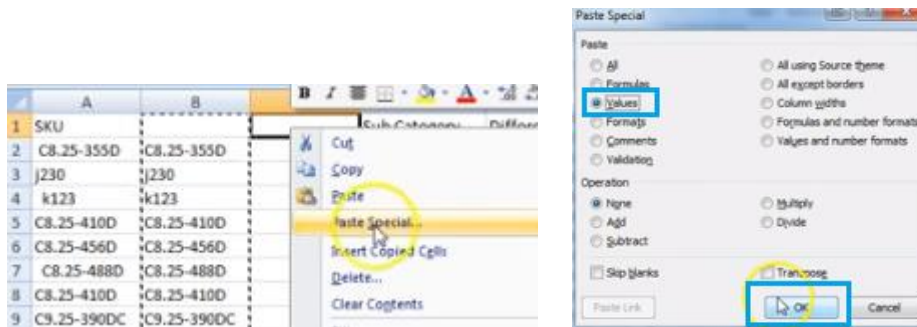 A B
1 SKU Sub Category Differ
2 C8.25-355D C8.25-355D
3 j230 j230
4 k123 k123
5 C8.25-410D C8.25-410D
6 C8.25-456D C8.25-456D
7 C8.25-488D C8.25-488D
8 C8.25-410D C8.25-410D
9 C9.25-390DC C9.25-390DC
B I A
Cut
Copy
Paste
Paste Special...
Insert Copied Cells
Delete...
Clear Contents
Paste Special
Paste
All All using Source theme
Formulas All except borders
Values Column widths
Formats Formulas and number formats
Comments Values and number formats
Validation
Operation
None Multiply
Add Divide
Subtract
Skip blanks Transpose
Paste Link OK Cancel